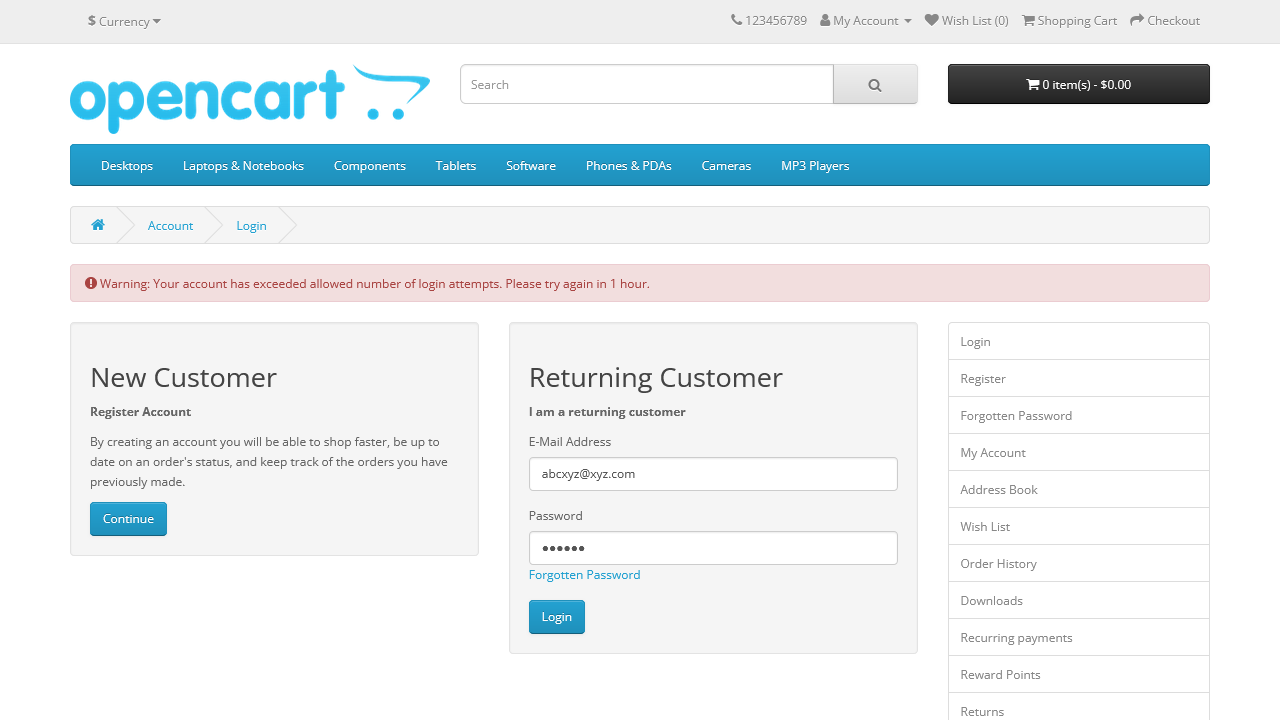 $ Currency
123456789 My Account Wish List (0) Shopping Cart Checkout
opencart
Search
0 item(s) - $0.00
Desktops Laptops & Notebooks Components Tablets Software Phones & PDAs Cameras MP3 Players
Account Login
Warning: Your account has exceeded allowed number of login attempts. Please try again in 1 hour.
New Customer
Register Account
By creating an account you will be able to shop faster, be up to
date on an order's status, and keep track of the orders you have
previously made.
Continue
Returning Customer
I am a returning customer
E-Mail Address
abcxyz@xyz.com
Password
••••••
Forgotten Password
Login
Login
Register
Forgotten Password
My Account
Address Book
Wish List
Order History
Downloads
Recurring payments
Reward Points
Returns